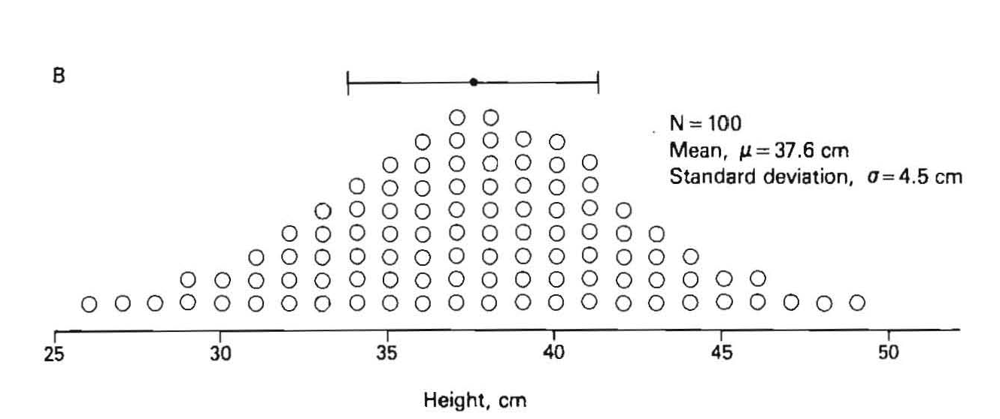 B
N = 100
Mean, μ = 37.6 cm
Standard deviation, σ = 4.5 cm
25 30 35 40 45 50
Height, cm